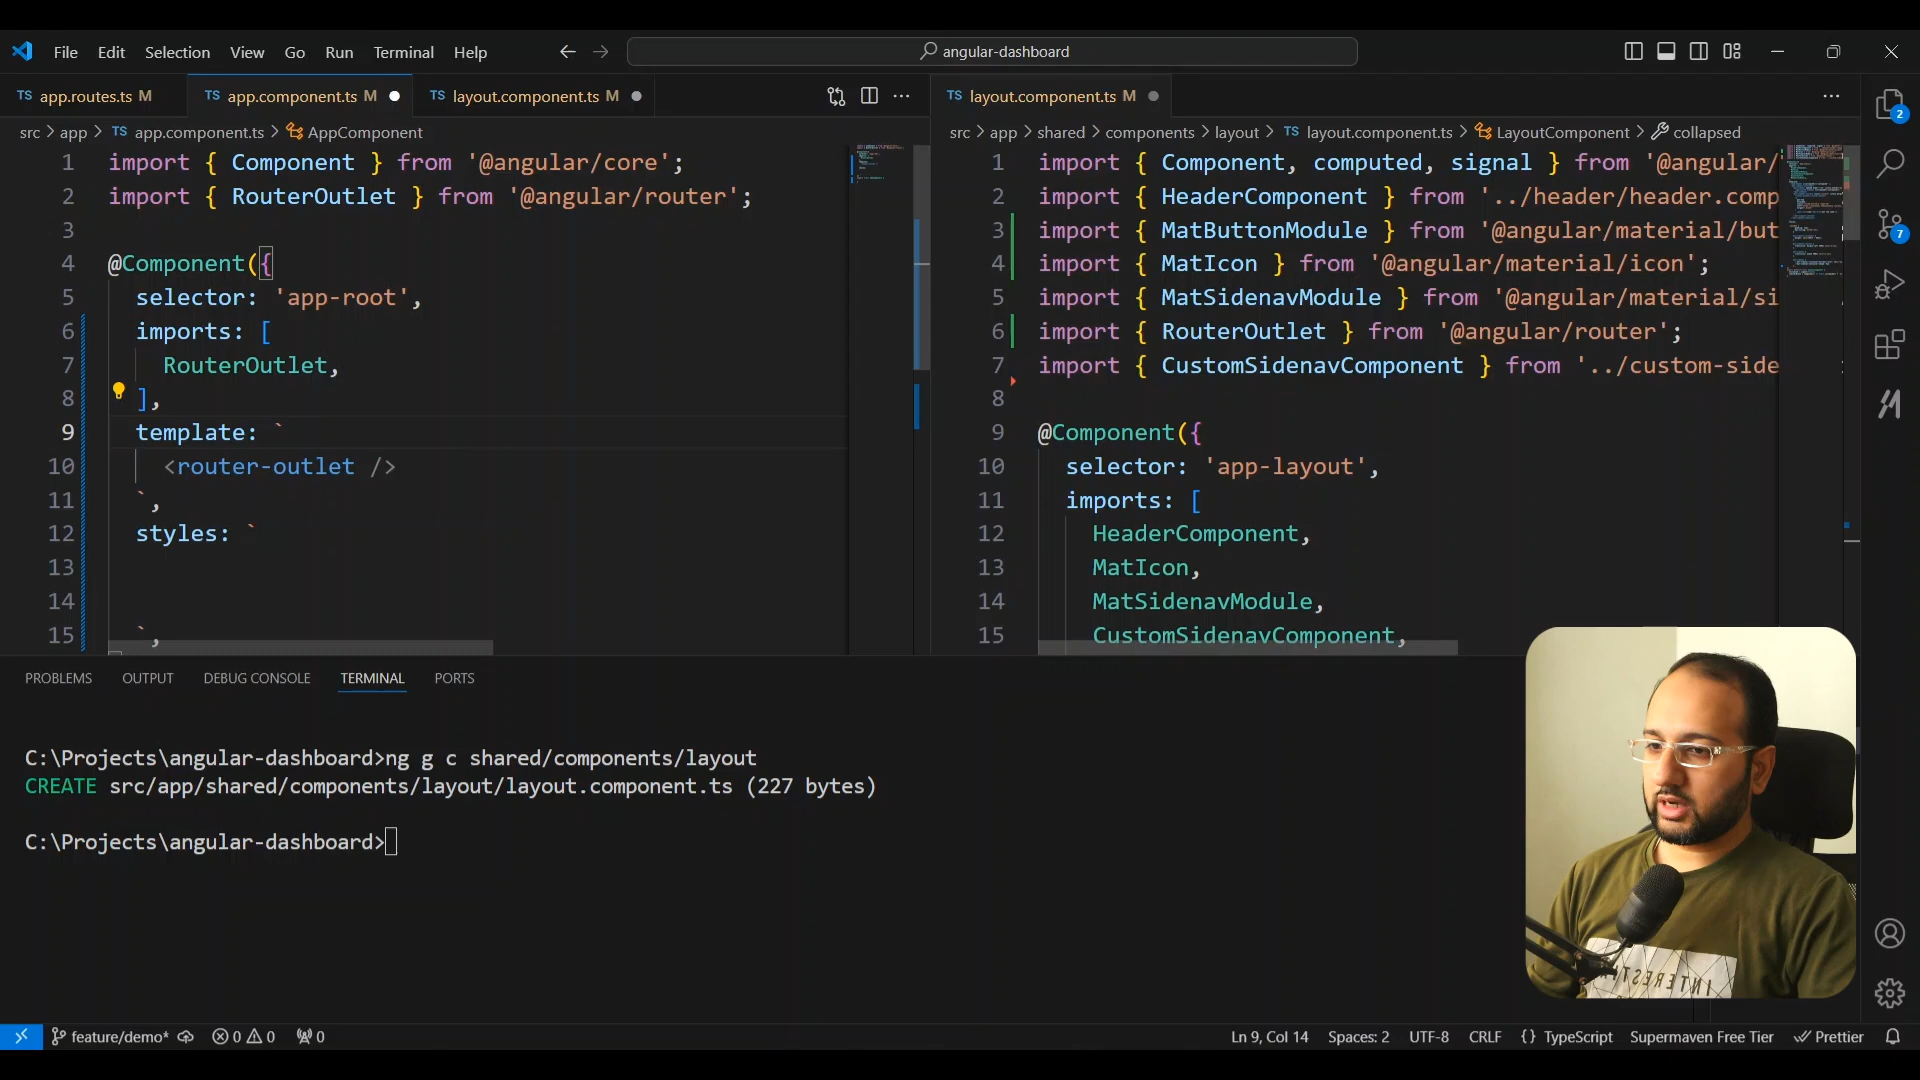 File Edit Selection View Go Run Terminal Help
angular-dashboard
TS app.routes.ts M
TS app.component.ts M
TS layout.component.ts M
TS layout.component.ts M
src > app > TS app.component.ts > AppComponent
src > app > shared > components > layout > TS layout.component.ts > LayoutComponent > collapsed
1 import { Component } from '@angular/core';
2 import { RouterOutlet } from '@angular/router';
3
4 @Component({
5 selector: 'app-root',
6 imports: [
7 RouterOutlet,
8 ],
9 template: `
10 <router-outlet />
11 `,
12 styles: `
13
14
15 `,
1 import { Component, computed, signal } from '@angular/
2 import { HeaderComponent } from '../header/header.comp
3 import { MatButtonModule } from '@angular/material/but
4 import { MatIcon } from '@angular/material/icon';
5 import { MatSidenavModule } from '@angular/material/si
6 import { RouterOutlet } from '@angular/router';
7 import { CustomSidenavComponent } from '../custom-side
8
9 @Component({
10 selector: 'app-layout',
11 imports: [
12 HeaderComponent,
13 MatIcon,
14 MatSidenavModule,
15 CustomSidenavComponent,
2
7
PROBLEMS OUTPUT DEBUG CONSOLE TERMINAL PORTS
C:\Projects\angular-dashboard>ng g c shared/components/layout
CREATE src/app/shared/components/layout/layout.component.ts (227 bytes)
C:\Projects\angular-dashboard>
feature/demo* 0 0 0
Ln 9, Col 14 Spaces: 2 UTF-8 CRLF {} TypeScript Supermaven Free Tier Prettier